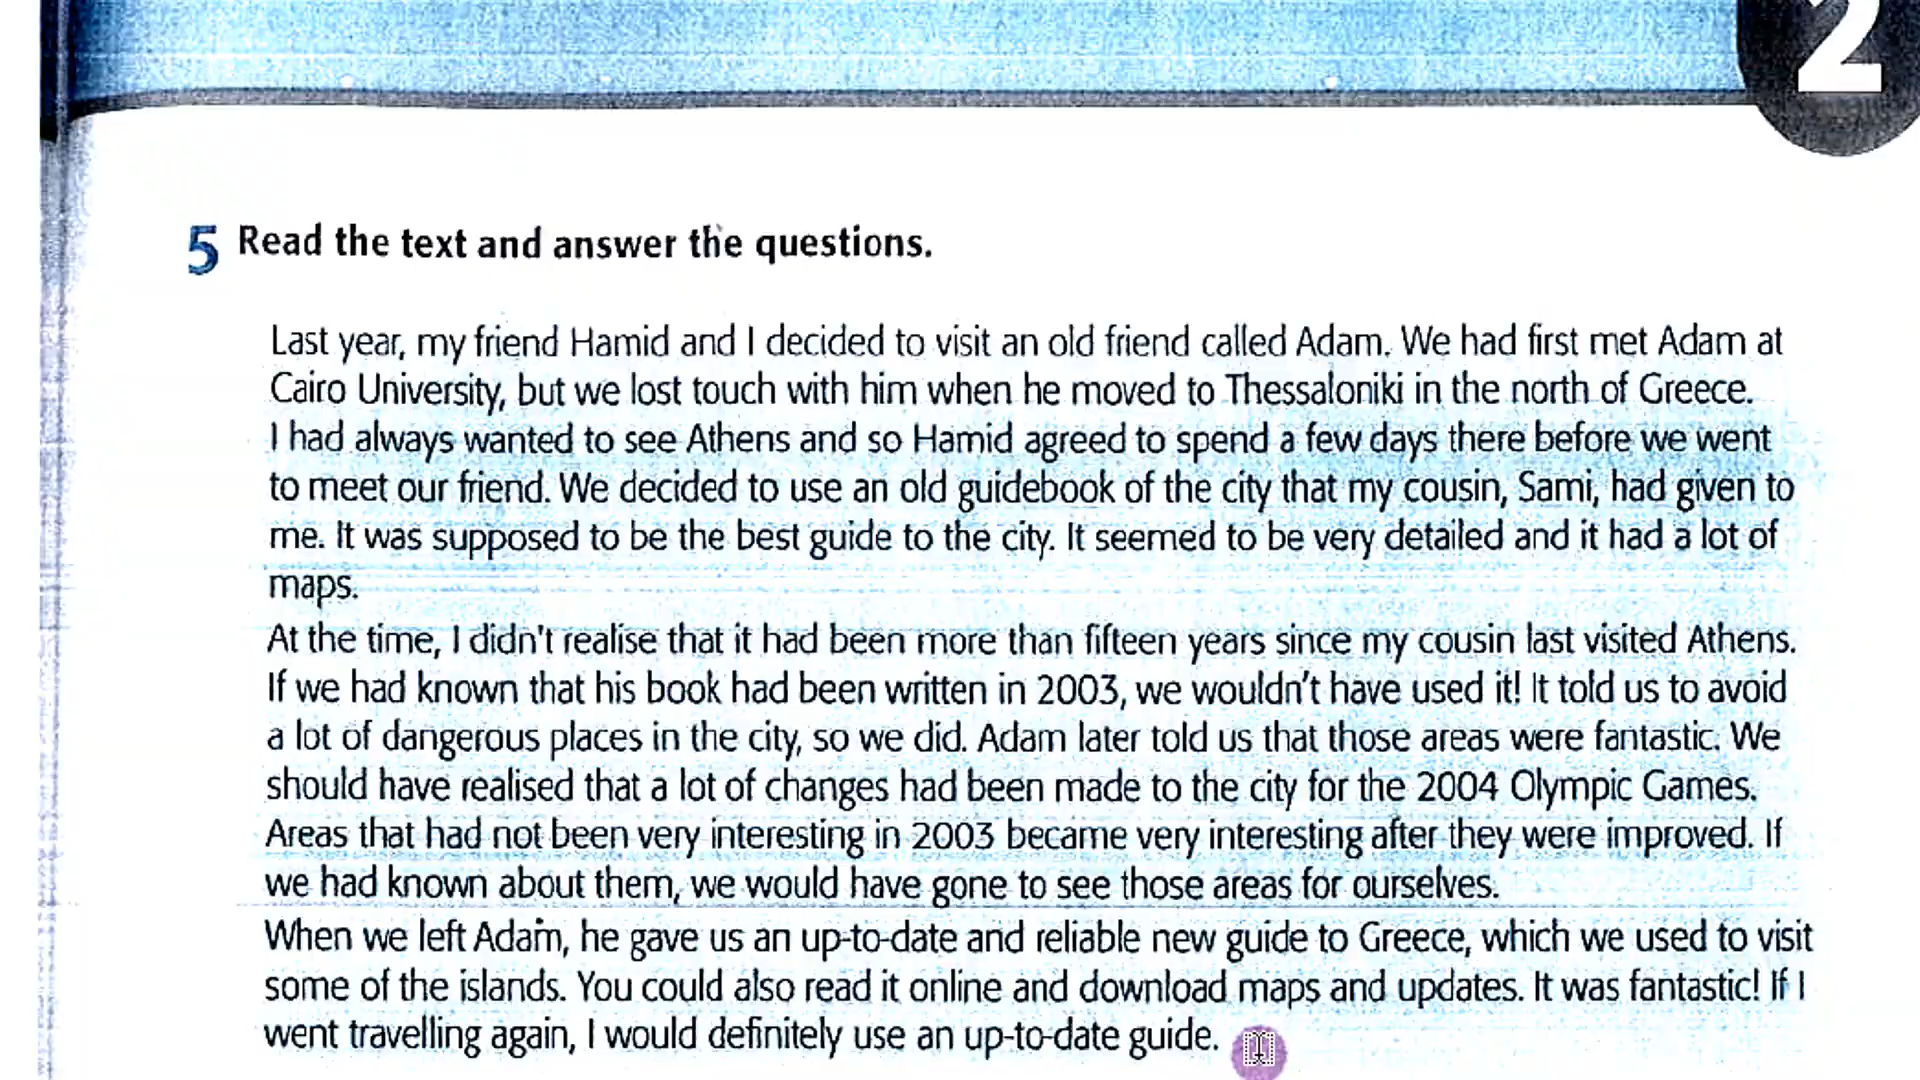 2
5 Read the text and answer the questions.
Last year, my friend Hamid and I decided to visit an old friend called Adam. We had first met Adam at
Cairo University, but we lost touch with him when he moved to Thessaloniki in the north of Greece.
I had always wanted to see Athens and so Hamid agreed to spend a few days there before we went
to meet our friend. We decided to use an old guidebook of the city that my cousin, Sami, had given to
me. It was supposed to be the best guide to the city. It seemed to be very detailed and it had a lot of
maps.
At the time, I didn't realise that it had been more than fifteen years since my cousin last visited Athens.
If we had known that his book had been written in 2003, we wouldn't have used it! It told us to avoid
a lot of dangerous places in the city, so we did. Adam later told us that those areas were fantastic. We
should have realised that a lot of changes had been made to the city for the 2004 Olympic Games.
Areas that had not been very interesting in 2003 became very interesting after they were improved. If
we had known about them, we would have gone to see those areas for ourselves.
When we left Adam, he gave us an up-to-date and reliable new guide to Greece, which we used to visit
some of the islands. You could also read it online and download maps and updates. It was fantastic! If I
went travelling again, I would definitely use an up-to-date guide.